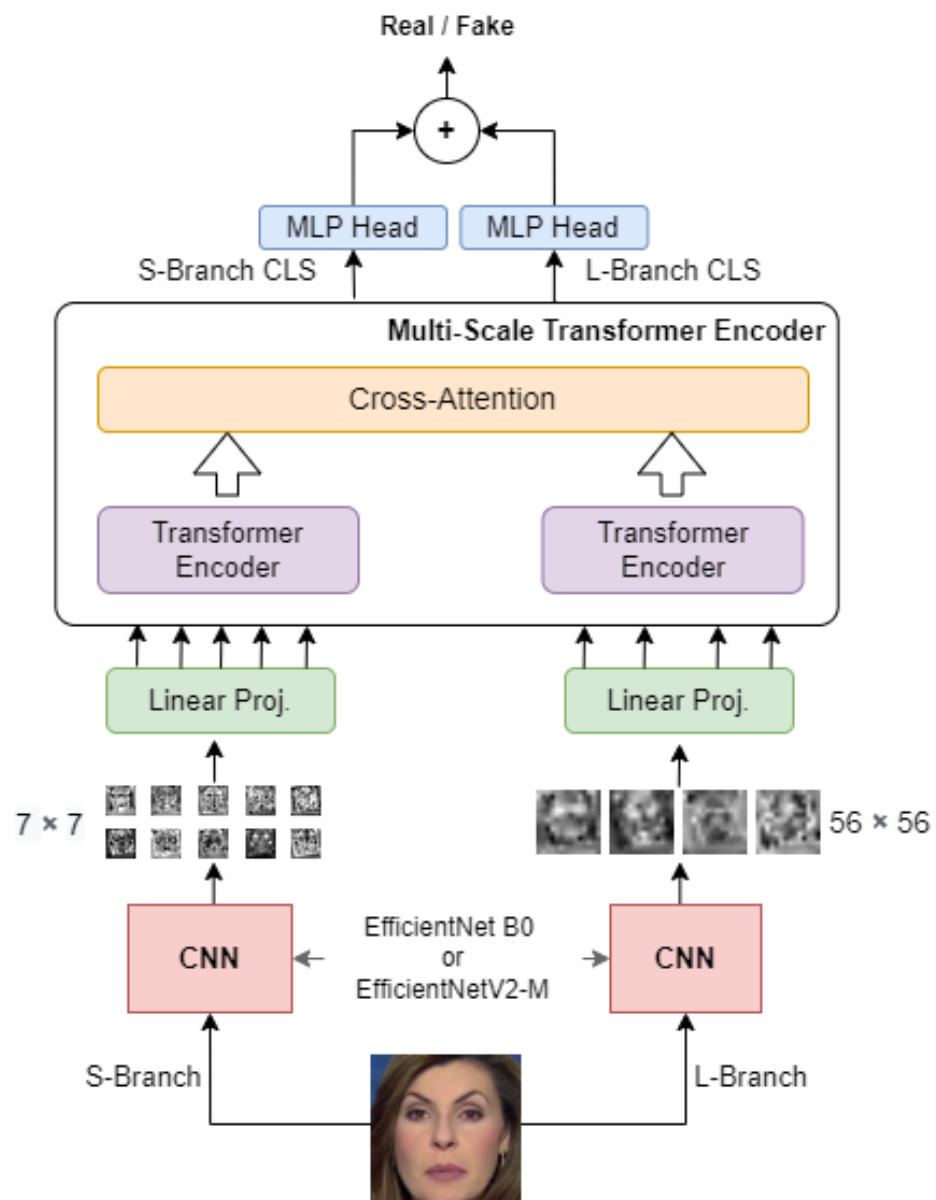 Real / Fake
+
MLP Head
MLP Head
S-Branch CLS
L-Branch CLS
Multi-Scale Transformer Encoder
Cross-Attention
Transformer
Encoder
Transformer
Encoder
Linear Proj.
Linear Proj.
7 × 7
56 × 56
CNN
EfficientNet B0
or
EfficientNetV2-M
CNN
S-Branch
L-Branch